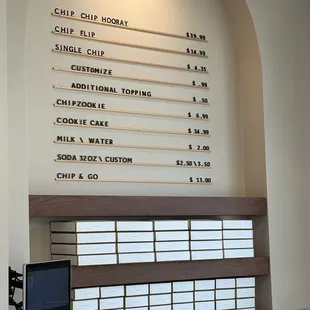 CHIP CHIP HOORAY $39.99
CHIP FLIP $14.99
SINGLE CHIP $ 4.35
CUSTOMIZE $ .99
ADDITIONAL TOPPING $ .50
CHIPZOOKIE $ 6.99
COOKIE CAKE $ 34.99
MILK \ WATER $ 2.00
SODA 32OZ \ CUSTOM $2.50 \ 3.50
CHIP & GO $ 13.00